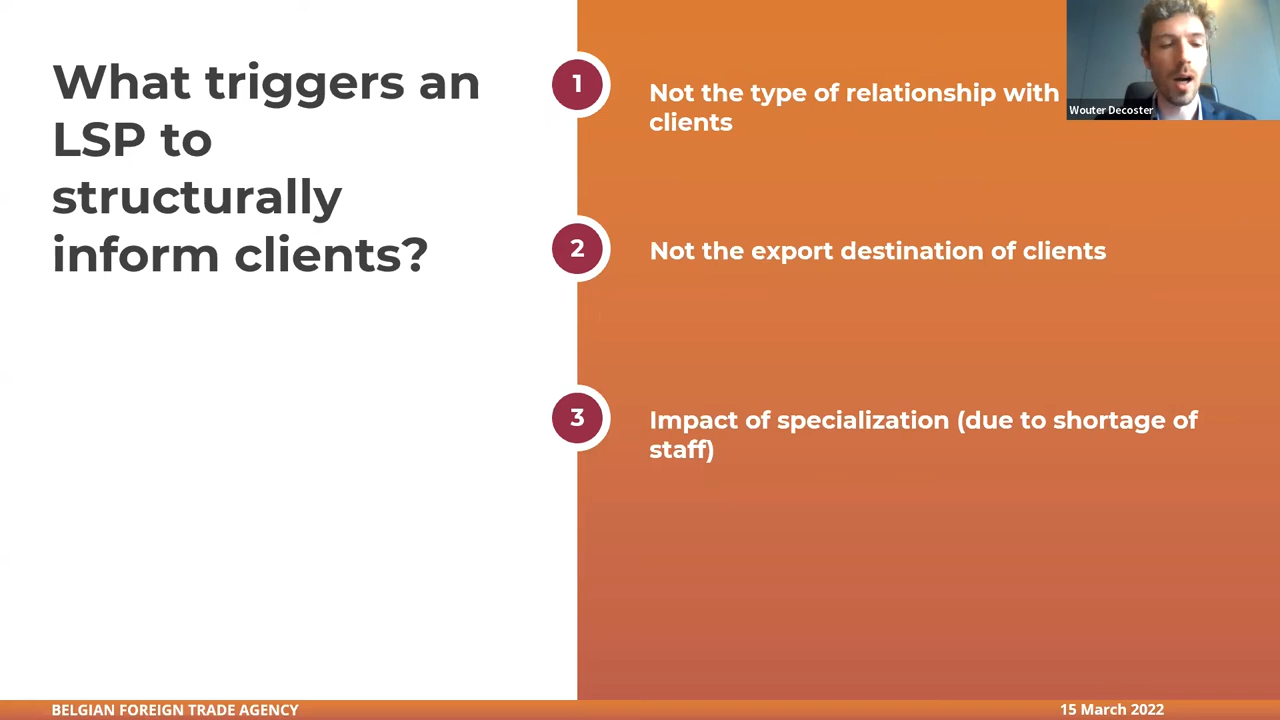 What triggers an
LSP to
structurally
inform clients?
1
Not the type of relationship with
clients
2
Not the export destination of clients
3
Impact of specialization (due to shortage of
staff)
Wouter Decoster
BELGIAN FOREIGN TRADE AGENCY
15 March 2022